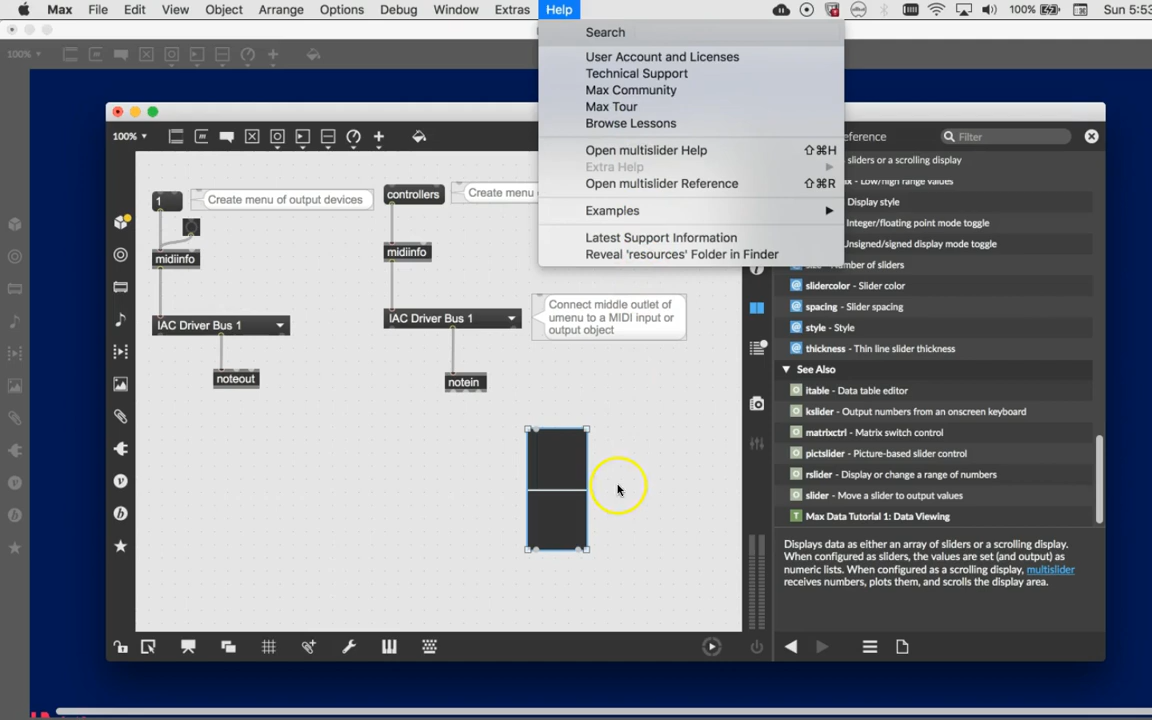 Max File Edit View Object Arrange Options Debug Window Extras Help 100% Sun 5:53
100%
Search
User Account and Licenses
Technical Support
Max Community
Max Tour
Browse Lessons
Open multislider Help ⇧⌘H
Extra Help
Open multislider Reference ⇧⌘R
Examples
Latest Support Information
Reveal 'resources' Folder in Finder
100%
eference
Filter
1
Create menu of output devices
controllers
Create menu
midiinfo
midiinfo
IAC Driver Bus 1
IAC Driver Bus 1
Connect middle outlet of
umenu to a MIDI input or
output object
noteout
notein
sliders or a scrolling display
- Low/high range values
Display style
Integer/floating point mode toggle
Unsigned/signed display mode toggle
Number of sliders
slidercolor - Slider color
spacing - Slider spacing
style - Style
thickness - Thin line slider thickness
See Also
itable - Data table editor
kslider - Output numbers from an onscreen keyboard
matrixctrl - Matrix switch control
pictslider - Picture-based slider control
rslider - Display or change a range of numbers
slider - Move a slider to output values
T Max Data Tutorial 1: Data Viewing
Displays data as either an array of sliders or a scrolling display.
When configured as sliders, the values are set (and output) as
numeric lists. When configured as a scrolling display, multislider
receives numbers, plots them, and scrolls the display area.